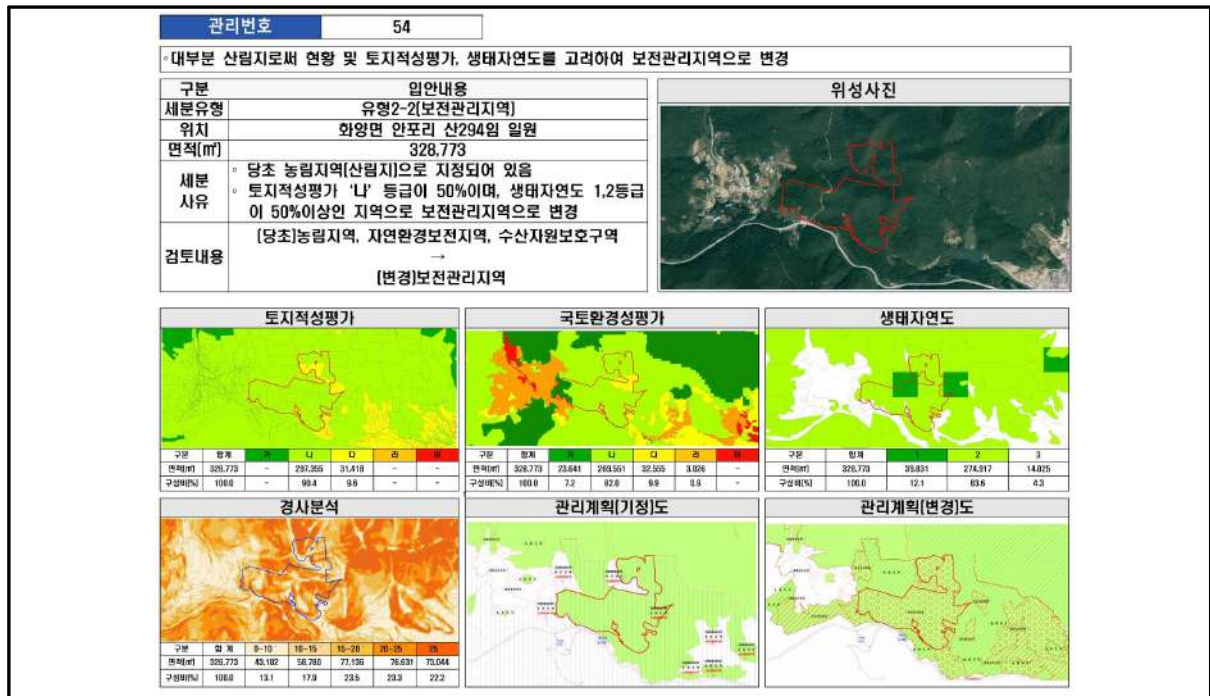 관리번호 54
◦대부분 산림지로써 현황 및 토지적성평가, 생태자연도를 고려하여 보전관리지역으로 변경
구분 입안내용
세분유형 유형2-2(보전관리지역)
위치 화양면 안포리 산294임 일원
면적(㎡) 328,773
세분 사유
◦ 당초 농림지역(산림지)으로 지정되어 있음
◦ 토지적성평가 '나' 등급이 50%이며, 생태자연도 1,2등급
이 50%이상인 지역으로 보전관리지역으로 변경
검토내용
(당초)농림지역, 자연환경보전지역, 수산자원보호구역
→
(변경)보전관리지역
위성사진
토지적성평가
구분 합계 가 나 다 라 마
면적(㎡) 328,773 - 297,355 31,418 - -
구성비(%) 100.0 - 90.4 9.6 - -
국토환경성평가
구분 합계 가 나 다 라 마
면적(㎡) 328,773 23,641 269,551 32,555 3,026 -
구성비(%) 100.0 7.2 82.0 9.9 0.9 -
생태자연도
구분 합계 1 2 3
면적(㎡) 328,773 39,831 274,917 14,025
구성비(%) 100.0 12.1 83.6 4.3
경사분석
구분 합 계 0-10 10-15 15-20 20-25 25
면적(㎡) 328,773 43,182 58,780 77,136 76,631 73,044
구성비(%) 100.0 13.1 17.9 23.5 23.3 22.2
관리계획(기정)도
관리계획(변경)도